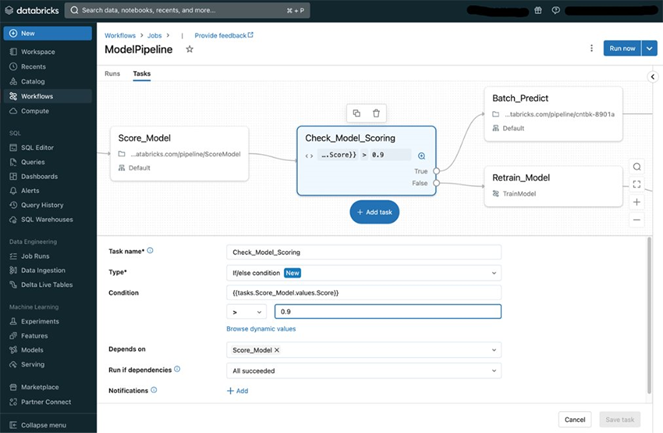 databricks
Search data, notebooks, recents, and more...
⌘ + P
New
Workspace
Recents
Catalog
Workflows
Compute
SQL
SQL Editor
Queries
Dashboards
Alerts
Query History
SQL Warehouses
Data Engineering
Job Runs
Data Ingestion
Delta Live Tables
Machine Learning
Experiments
Features
Models
Serving
Marketplace
Partner Connect
Collapse menu
Workflows > Jobs > | Provide feedback
ModelPipeline
Run now
Runs Tasks
Score_Model
...atabricks.com/pipeline/ScoreModel
Default
Check_Model_Scoring
....Score}} > 0.9
True
False
+ Add task
Batch_Predict
...tabricks.com/pipeline/cntbk-8901a
Default
Retrain_Model
TrainModel
Task name* Check_Model_Scoring
Type* If/else condition New
Condition {{tasks.Score_Model.values.Score}}
> 0.9
Browse dynamic values
Depends on Score_Model ×
Run if dependencies All succeeded
Notifications + Add
Cancel Save task